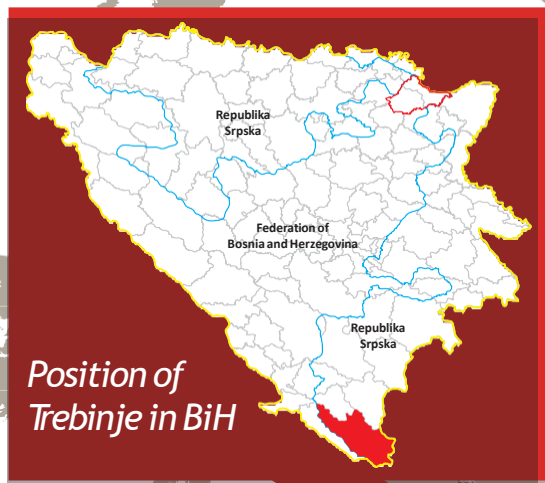 Republika
Srpska
Federation of
Bosnia and Herzegovina
Republika
Srpska
Position of
Trebinje in BiH